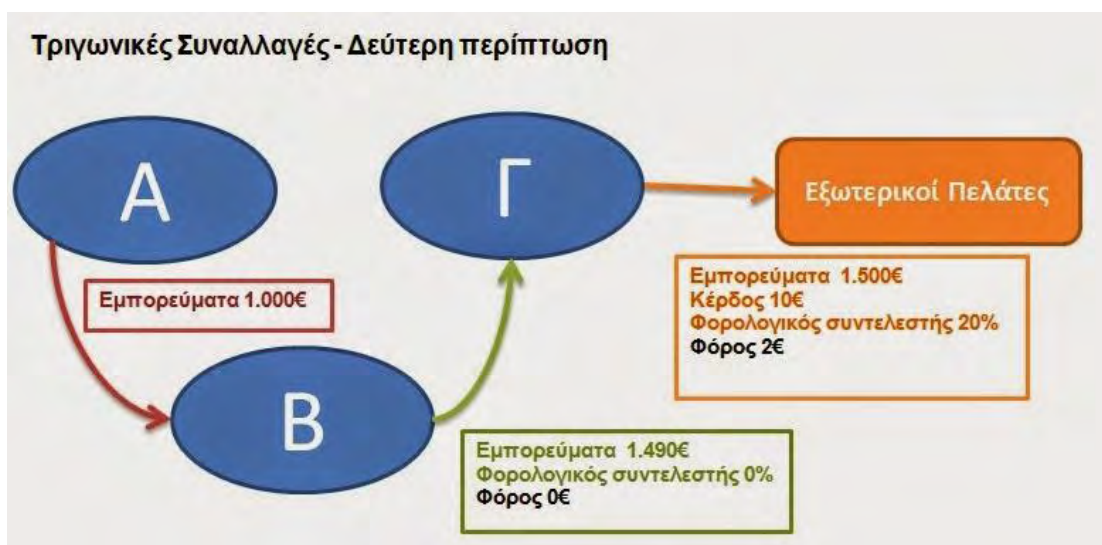 Τριγωνικές Συναλλαγές - Δεύτερη περίπτωση
Α
Γ
Εξωτερικοί Πελάτες
Εμπορεύματα 1.000€
Β
Εμπορεύματα 1.500€
Κέρδος 10€
Φορολογικός συντελεστής 20%
Φόρος 2€
Εμπορεύματα 1.490€
Φορολογικός συντελεστής 0%
Φόρος 0€